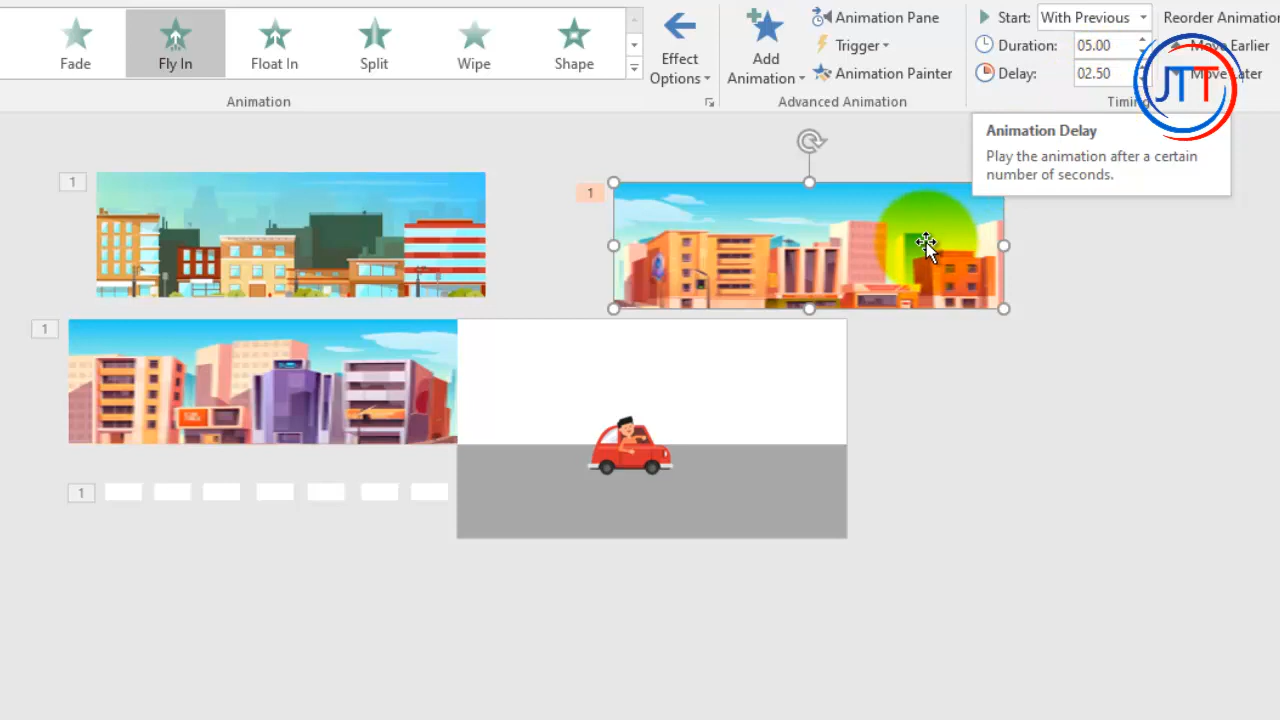 Fade
Fly In
Float In
Split
Wipe
Shape
Animation
Effect
Options
Add
Animation
Animation Pane
Trigger
Animation Painter
Advanced Animation
Start: With Previous
Duration: 05.00
Delay: 02.50
Timing
Reorder Animation
Move Earlier
Move Later
JTT
Animation Delay
Play the animation after a certain
number of seconds.
1
1
1
1